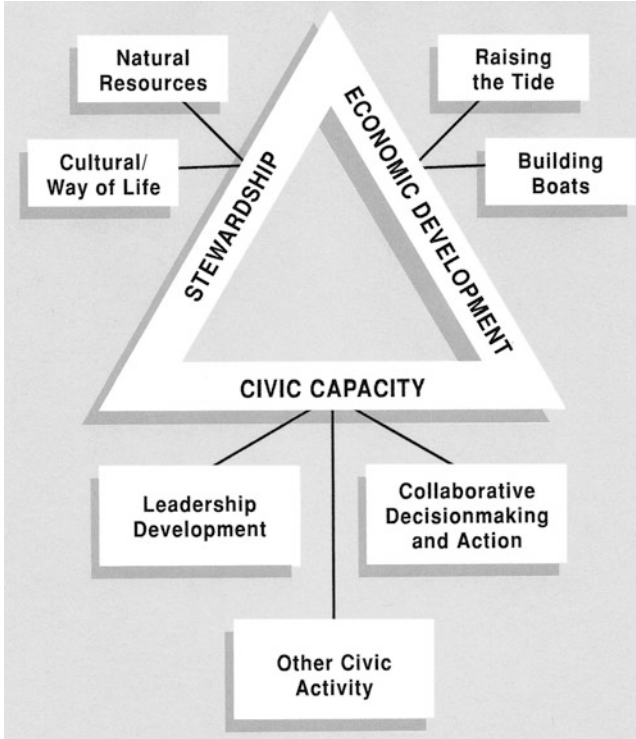 Natural
Resources
Cultural/
Way of Life
STEWARDSHIP
ECONOMIC DEVELOPMENT
Raising
the Tide
Building
Boats
CIVIC CAPACITY
Leadership
Development
Collaborative
Decisionmaking
and Action
Other Civic
Activity